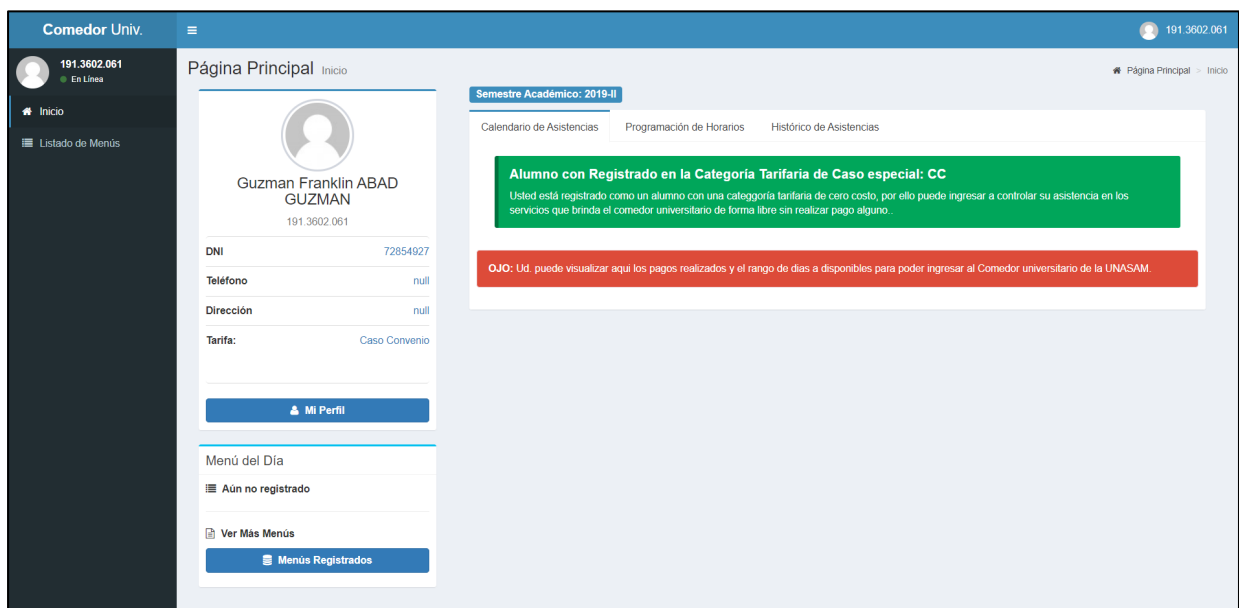 Comedor Univ.
191.3602.061
191.3602.061
En Línea
Inicio
Listado de Menús
Página Principal Inicio
Página Principal > Inicio
Guzman Franklin ABAD
GUZMAN
191.3602.061
DNI 72854927
Teléfono null
Dirección null
Tarifa: Caso Convenio
Mi Perfil
Menú del Día
Aún no registrado
Ver Más Menús
Menús Registrados
Semestre Académico: 2019-II
Calendario de Asistencias Programación de Horarios Histórico de Asistencias
Alumno con Registrado en la Categoría Tarifaria de Caso especial: CC
Usted está registrado como un alumno con una categgoría tarifaria de cero costo, por ello puede ingresar a controlar su asistencia en los
servicios que brinda el comedor universitario de forma libre sin realizar pago alguno..
OJO: Ud. puede visualizar aqui los pagos realizados y el rango de dias a disponibles para poder ingresar al Comedor universitario de la UNASAM.